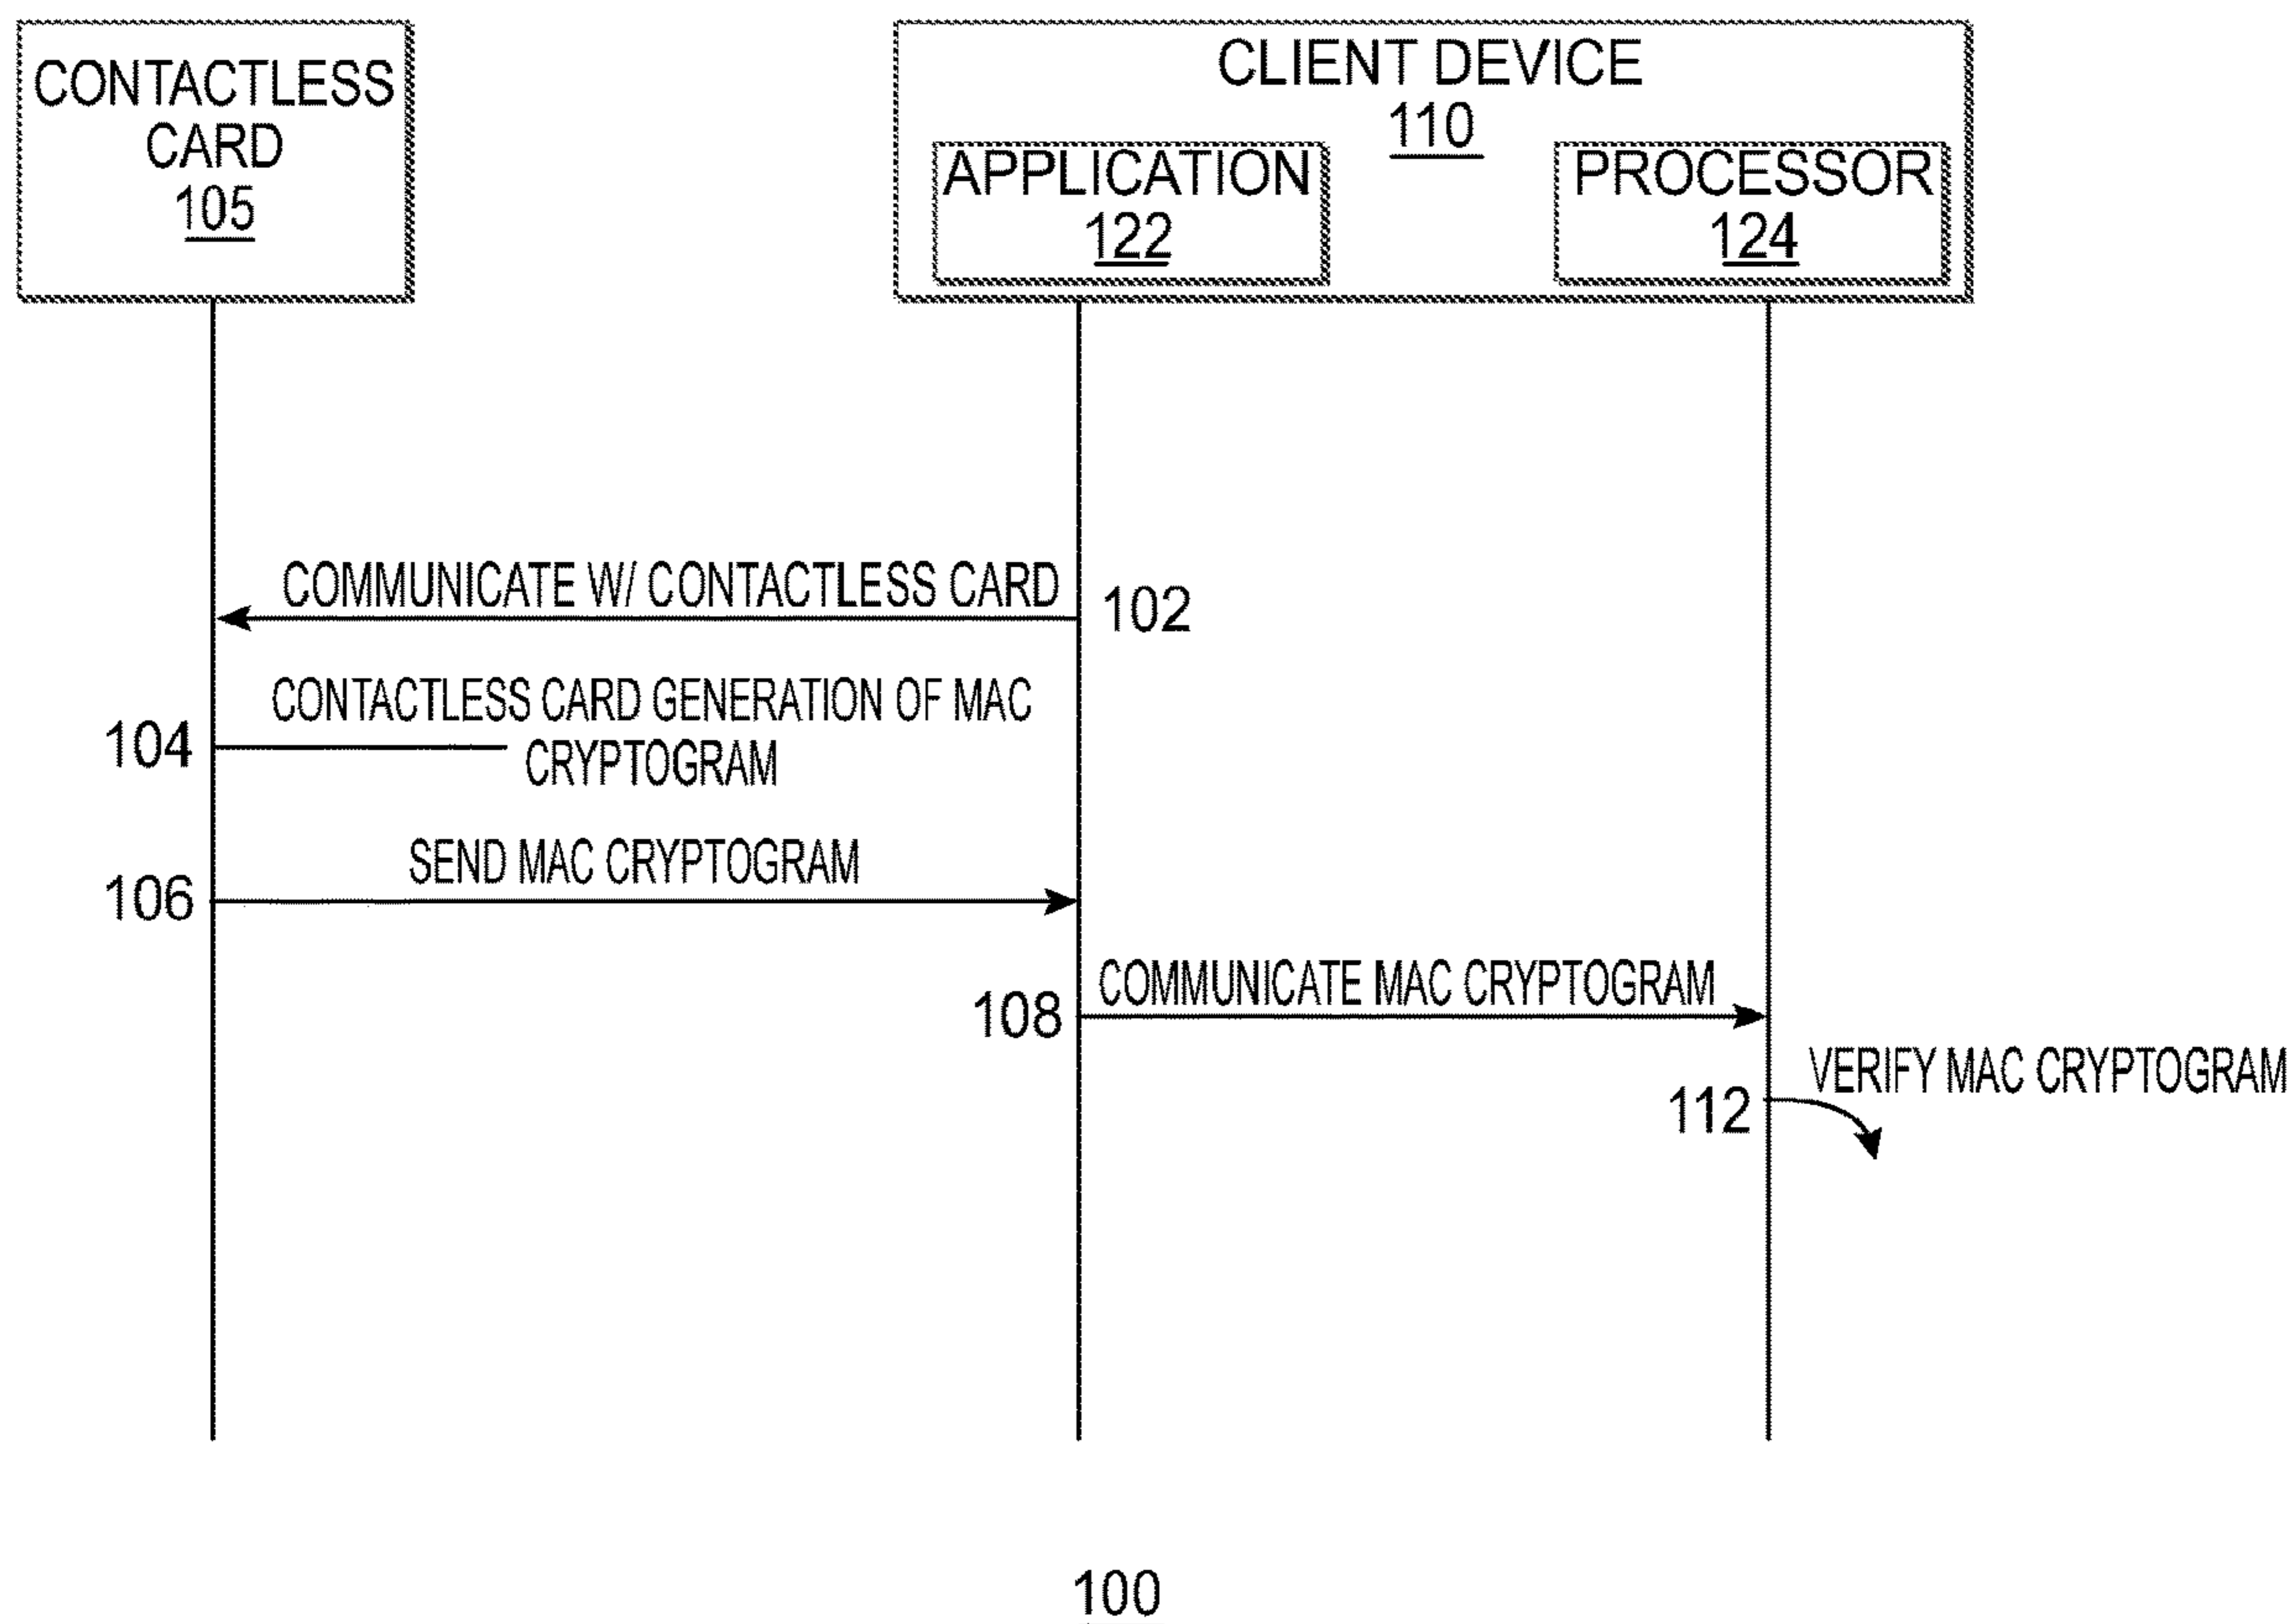 CONTACTLESS
CARD
105
CLIENT DEVICE
110
APPLICATION
122
PROCESSOR
124
COMMUNICATE W/ CONTACTLESS CARD
102
CONTACTLESS CARD GENERATION OF MAC
104
CRYPTOGRAM
SEND MAC CRYPTOGRAM
106
COMMUNICATE MAC CRYPTOGRAM
108
VERIFY MAC CRYPTOGRAM
112
100